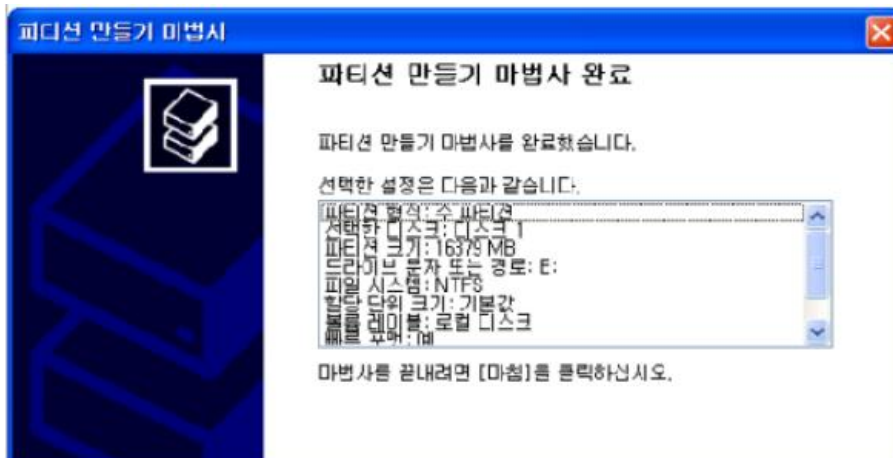 파티션 만들기 마법사
파티션 만들기 마법사 완료
파티션 만들기 마법사를 완료했습니다.
선택한 설정은 다음과 같습니다.
파티션 형식: 주 파티션
선택한 디스크: 디스크 1
파티션 크기: 16379 MB
드라이브 문자 또는 경로: E:
파일 시스템: NTFS
할당 단위 크기: 기본값
볼륨 레이블: 로컬 디스크
빠른 포맷: 예
마법사를 끝내려면 [마침]을 클릭하십시오.